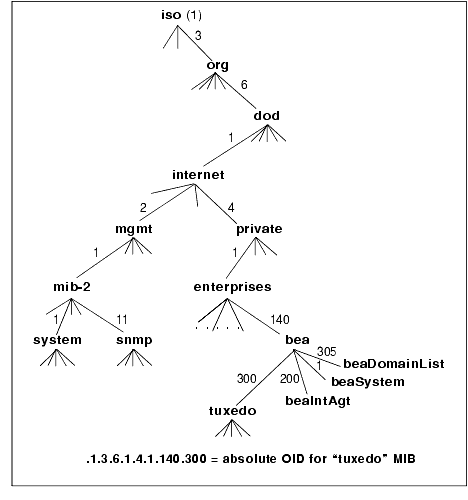 iso (1)
3
org
6
dod
1
internet
2 4
mgmt private
1 1
mib-2 enterprises
1 11 140
system snmp bea
305
beaDomainList
300 200 1
beaSystem
beaIntAgt
tuxedo
.1.3.6.1.4.1.140.300 = absolute OID for “tuxedo” MIB